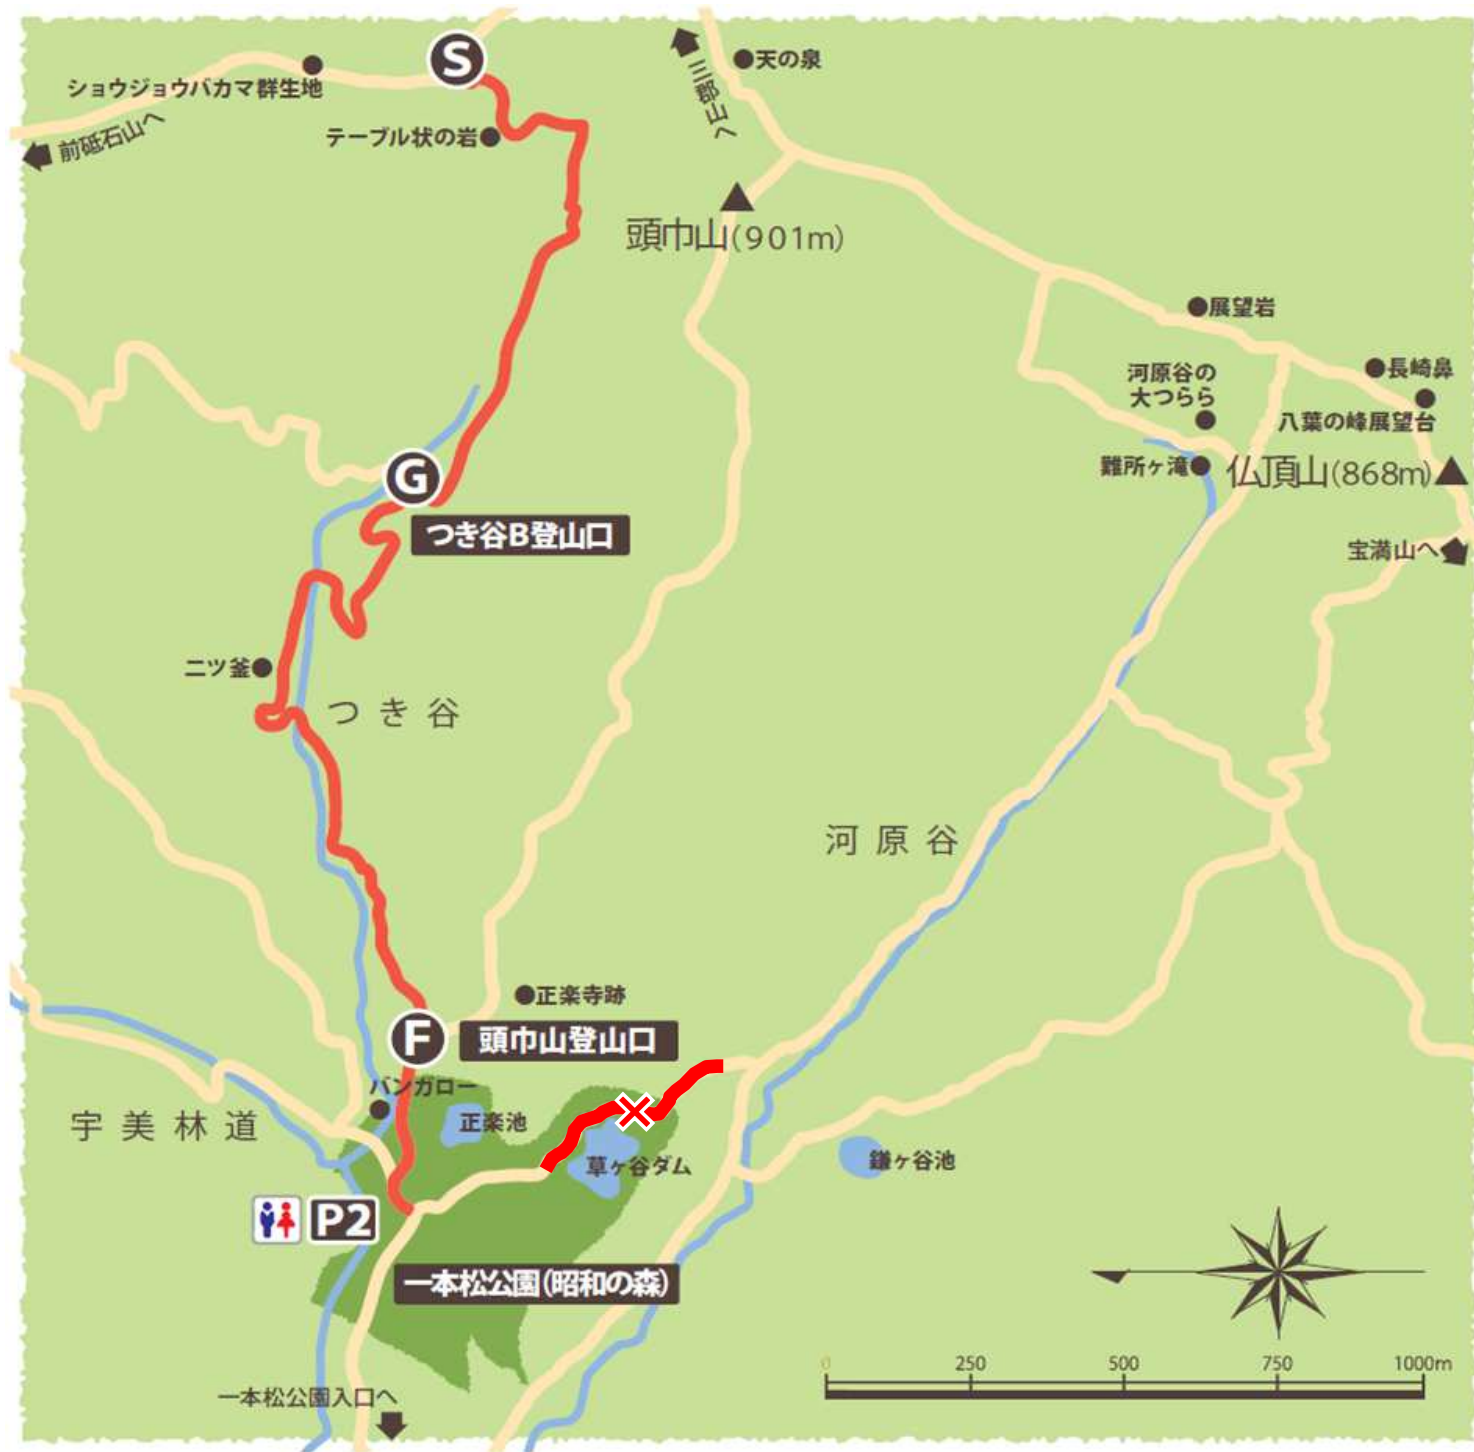 S
天の泉
ショウジョウバカマ群生地
三郡山へ
テーブル状の岩
前砥石山へ
頭巾山(901m)
展望岩
長崎鼻
河原谷の
大つらら
八葉の峰展望台
難所ヶ滝
仏頂山(868m)
G
つき谷B登山口
宝満山へ
二ツ釜
つき谷
河原谷
正楽寺跡
F
頭巾山登山口
バンガロー
正楽池
宇美林道
草ヶ谷ダム
鎌ヶ谷池
P2
一本松公園(昭和の森)
0 250 500 750 1000m
一本松公園入口へ